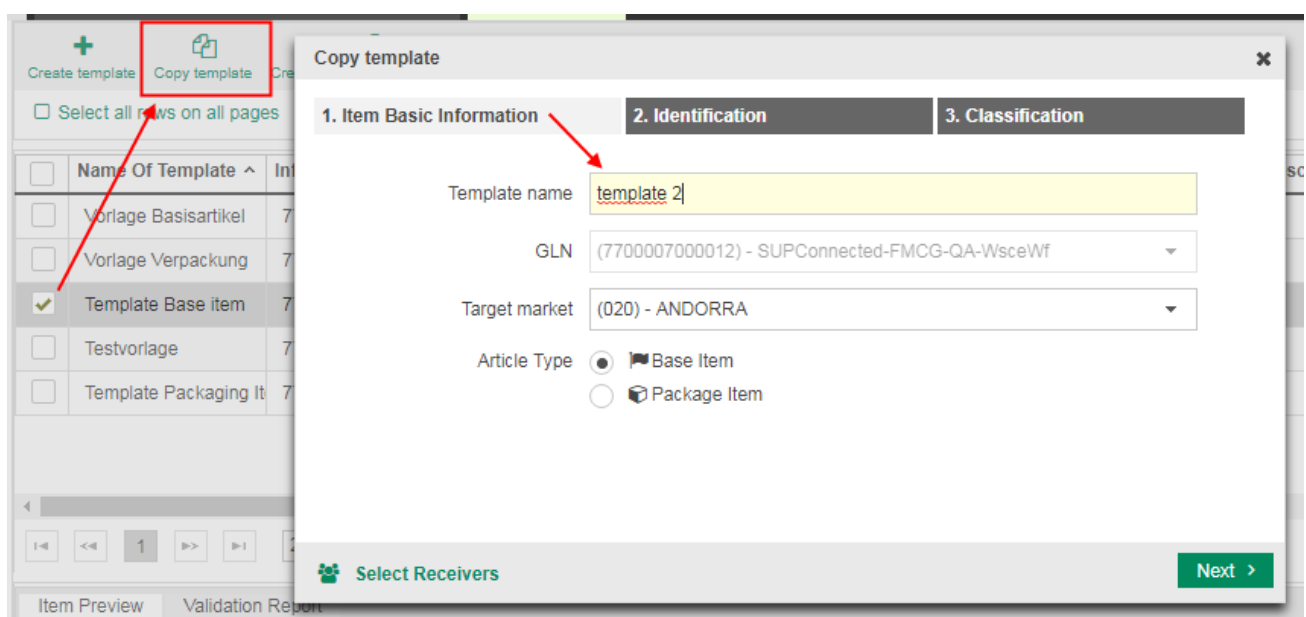 Create template
Copy template
Select all rows on all pages
Copy template
1. Item Basic Information
2. Identification
3. Classification
Name Of Template
Template name
template 2
Vorlage Basisartikel
GLN
(7700007000012) - SUPConnected-FMCG-QA-WsceWf
Vorlage Verpackung
Template Base item
Target market
(020) - ANDORRA
Testvorlage
Article Type
Base Item
Template Packaging
Package Item
1
Select Receivers
Next
Item Preview
Validation Report